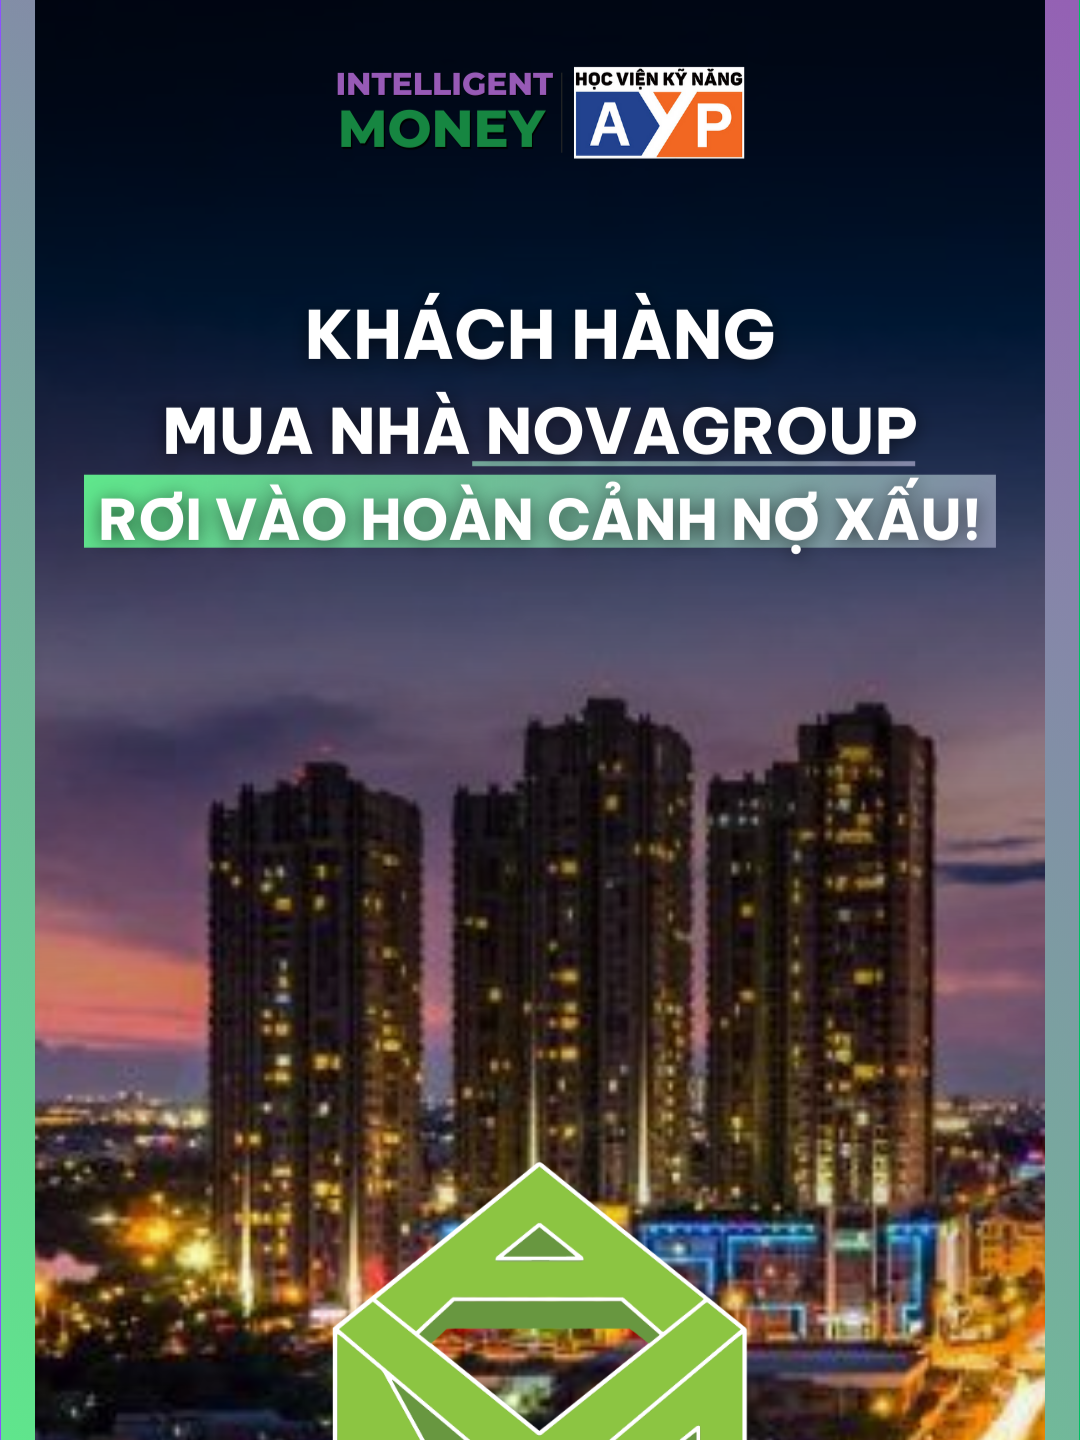 INTELLIGENT
MONEY
HỌC VIỆN KỸ NĂNG
AYP
KHÁCH HÀNG
MUA NHÀ NOVAGROUP
RƠI VÀO HOÀN CẢNH NỢ XẤU!